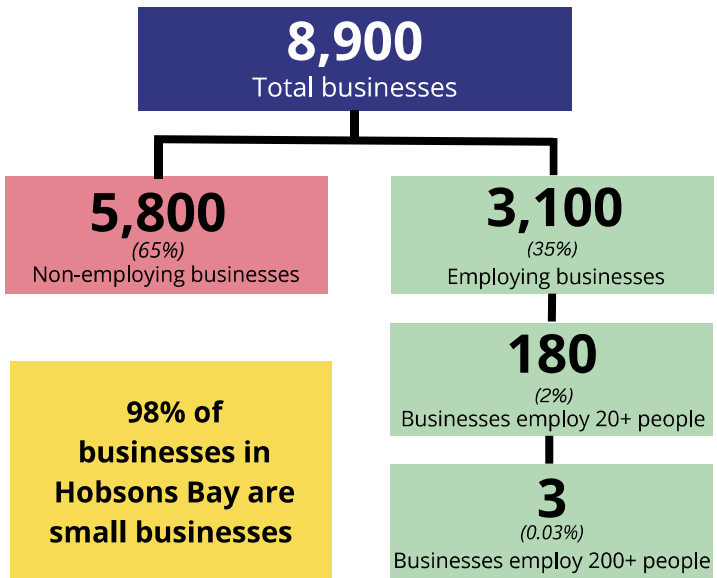 8,900
Total businesses
5,800
(65%)
Non-employing businesses
3,100
(35%)
Employing businesses
180
(2%)
Businesses employ 20+ people
3
(0.03%)
Businesses employ 200+ people
98% of
businesses in
Hobsons Bay are
small businesses